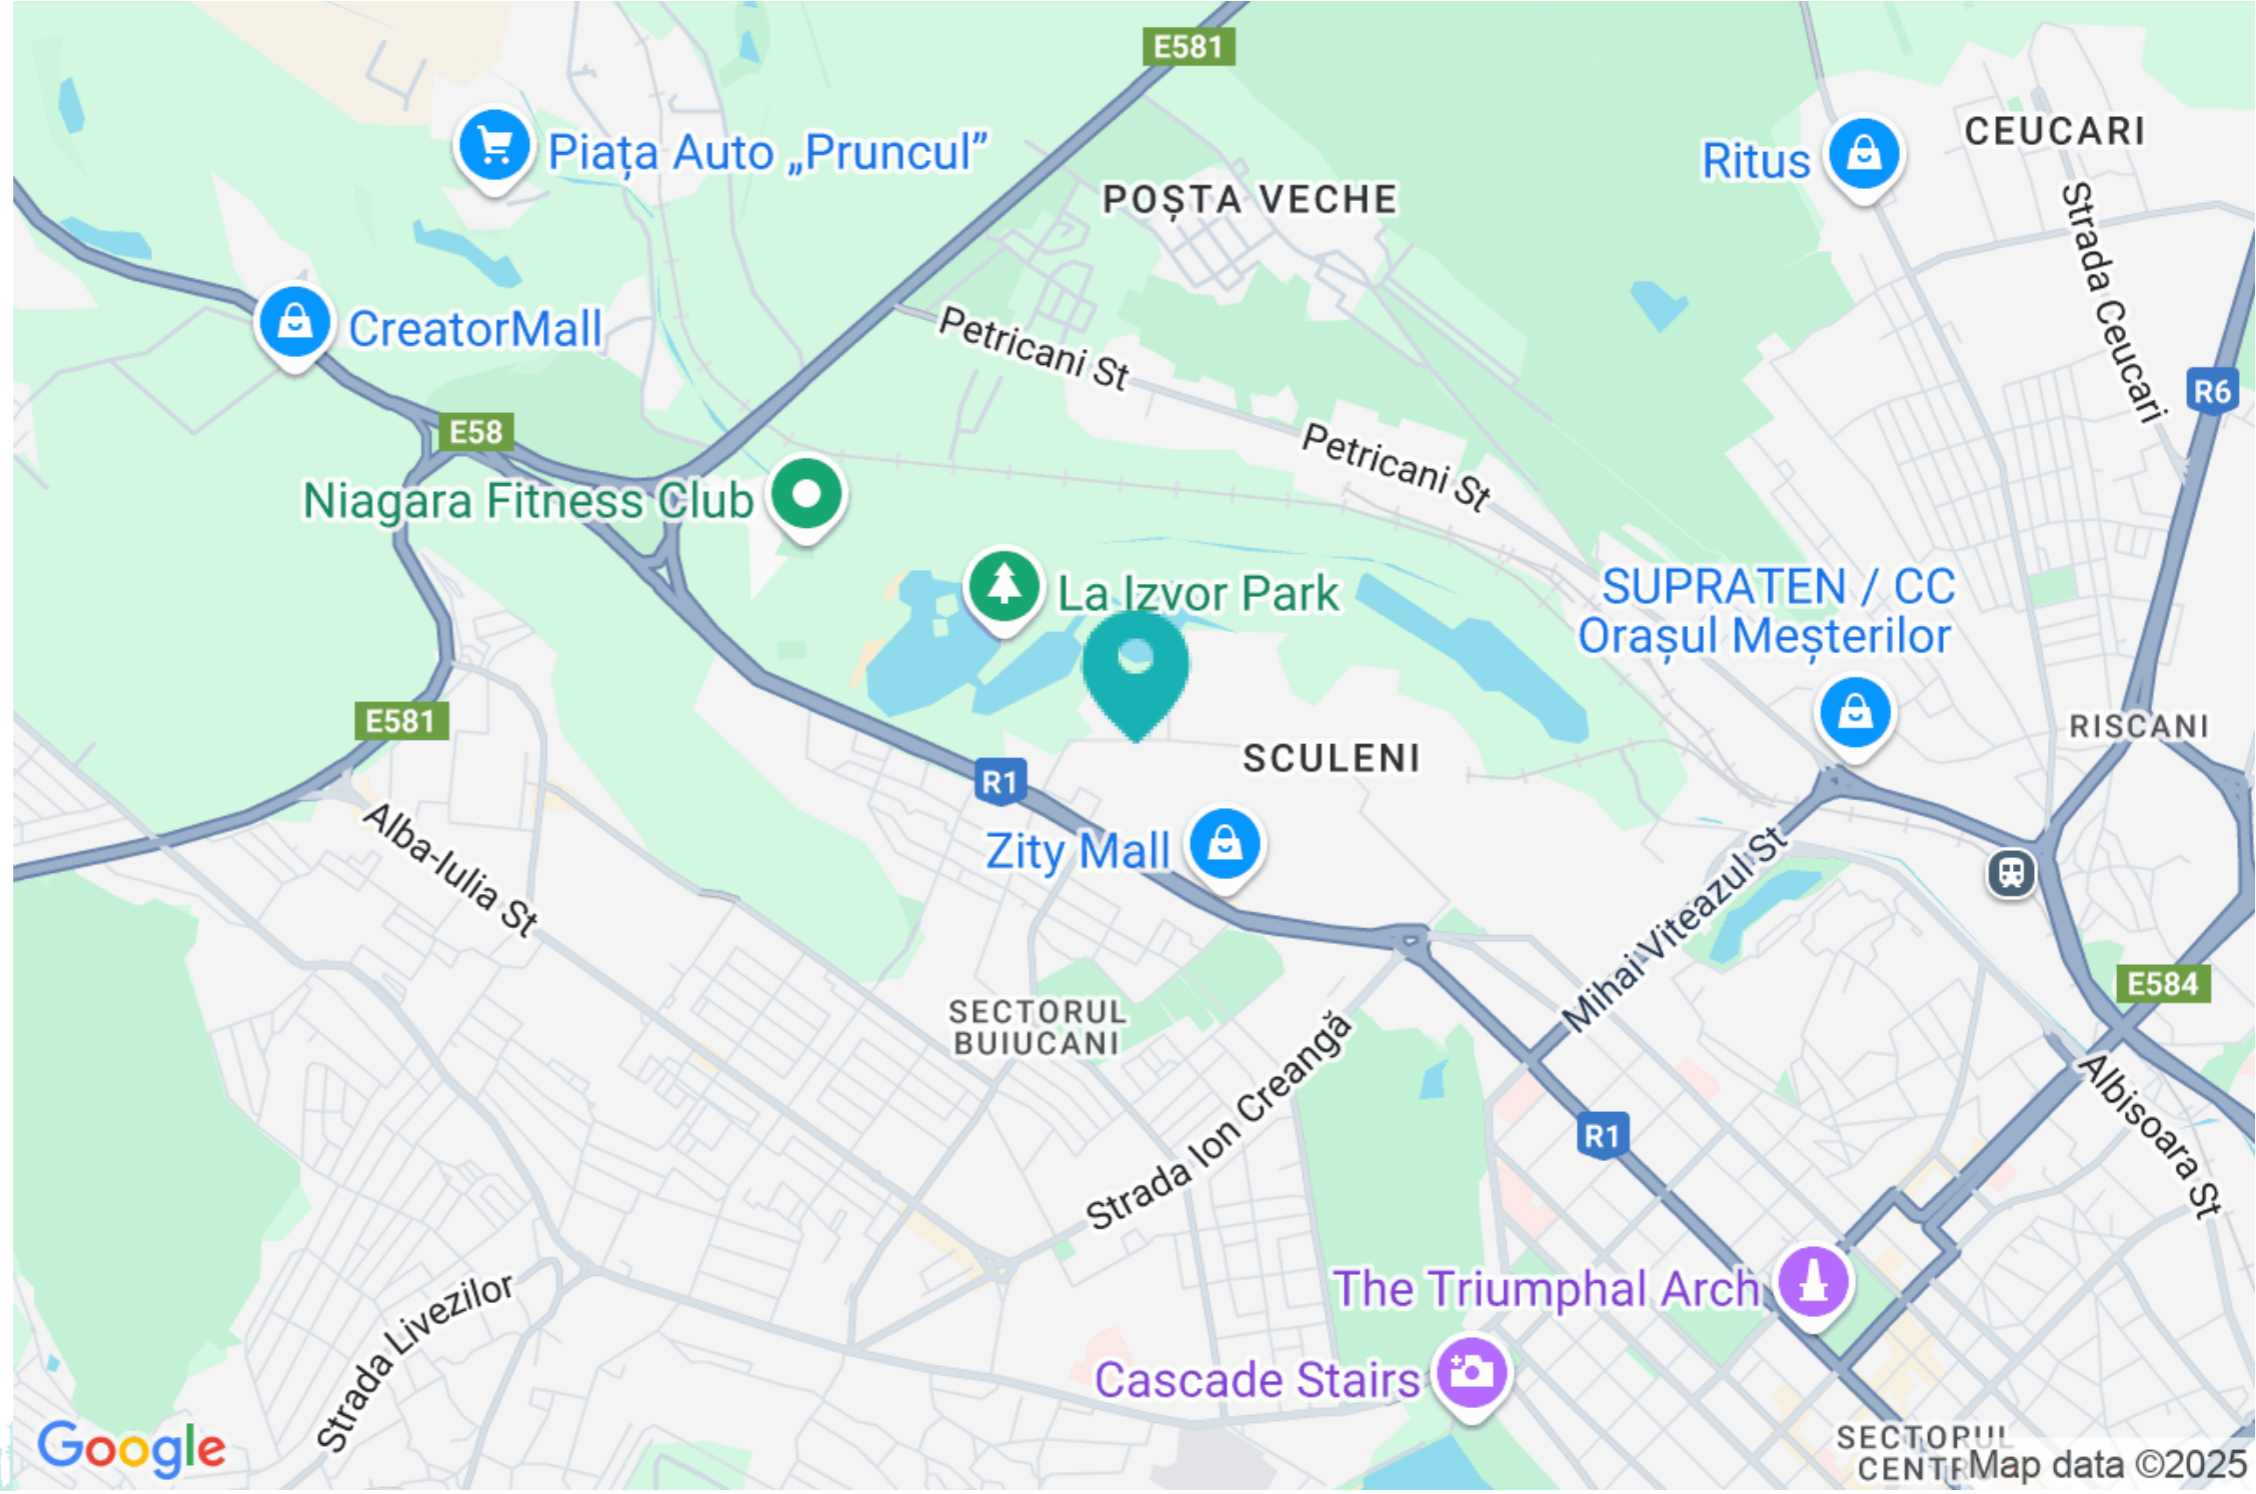 E581
Piața Auto „Pruncul”
Ritus
CEUCARI
POȘTA VECHE
Strada Ceucari
CreatorMall
Petricani St
R6
E58
Petricani St
Niagara Fitness Club
La Izvor Park
SUPRATEN / CC
Orașul Meșterilor
E581
RISCANI
SCULENI
R1
Alba-Iulia St
Zity Mall
Mihai Viteazul St
E584
SECTORUL
BUIUCANI
Strada Ion Creangă
Albisoara St
R1
Strada Livezilor
The Triumphal Arch
Cascade Stairs
SECTORUL
Google
Map data ©2025